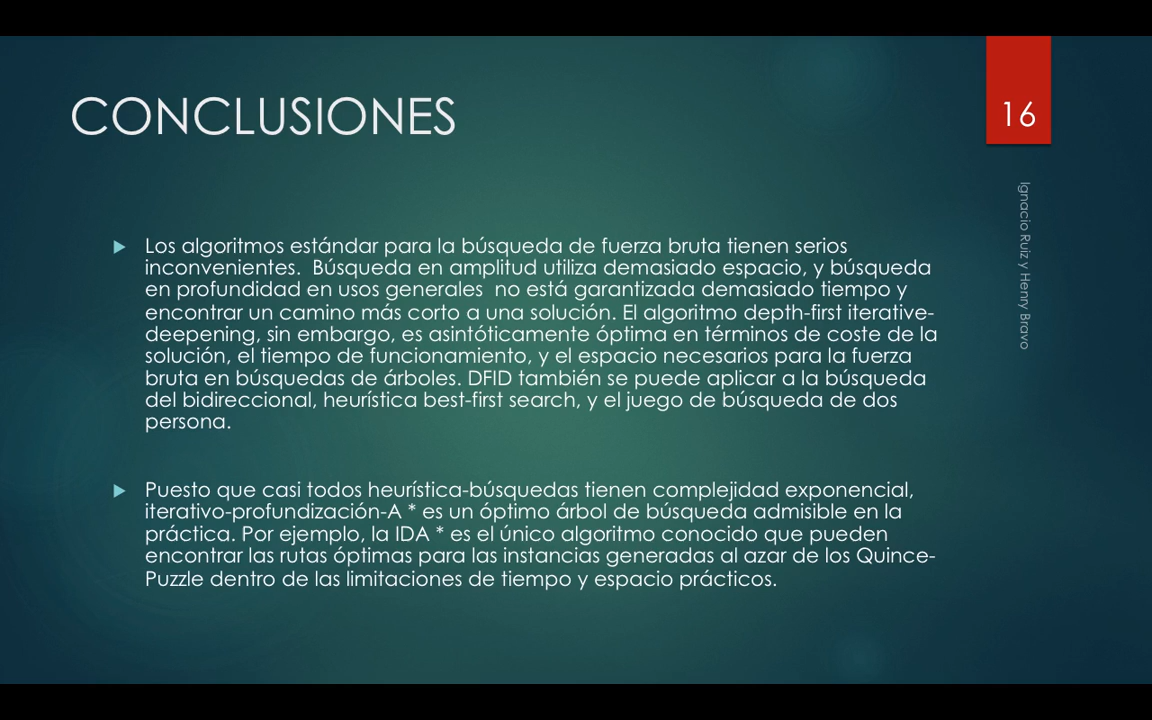 CONCLUSIONES
16
Ignacio Ruiz y Henry Bravo
Los algoritmos estándar para la búsqueda de fuerza bruta tienen serios
inconvenientes.  Búsqueda en amplitud utiliza demasiado espacio, y búsqueda
en profundidad en usos generales  no está garantizada demasiado tiempo y
encontrar un camino más corto a una solución. El algoritmo depth-first iterative-
deepening, sin embargo, es asintóticamente óptima en términos de coste de la
solución, el tiempo de funcionamiento, y el espacio necesarios para la fuerza
bruta en búsquedas de árboles. DFID también se puede aplicar a la búsqueda
del bidireccional, heurística best-first search, y el juego de búsqueda de dos
persona.
Puesto que casi todos heurística-búsquedas tienen complejidad exponencial,
iterativo-profundización-A * es un óptimo árbol de búsqueda admisible en la
práctica. Por ejemplo, la IDA * es el único algoritmo conocido que pueden
encontrar las rutas óptimas para las instancias generadas al azar de los Quince-
Puzzle dentro de las limitaciones de tiempo y espacio prácticos.